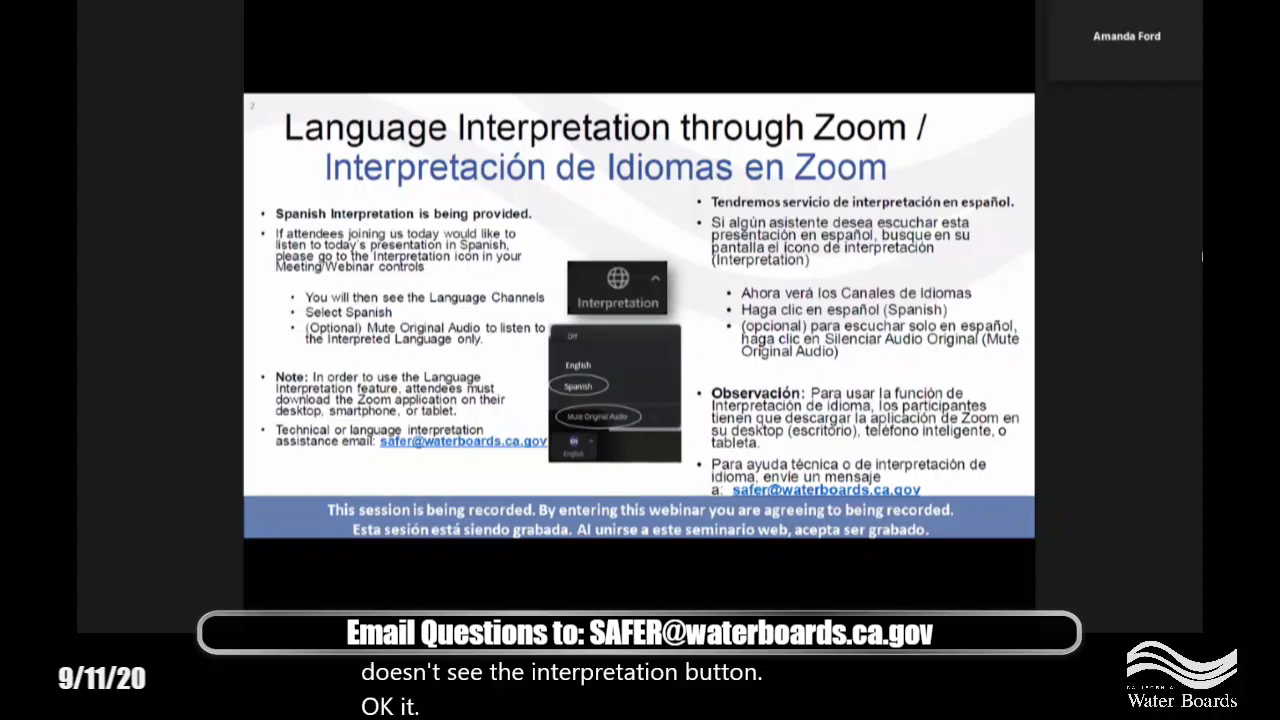 Amanda Ford
2
Language Interpretation through Zoom /
Interpretación de Idiomas en Zoom
• Spanish Interpretation is being provided.
• If attendees joining us today would like to
listen to today's presentation in Spanish,
please go to the Interpretation icon in your
Meeting/Webinar controls
• You will then see the Language Channels
• Select Spanish
• (Optional) Mute Original Audio to listen to
the Interpreted Language only.
• Note: In order to use the Language
Interpretation feature, attendees must
download the Zoom application on their
desktop, smartphone, or tablet.
• Technical or language interpretation
assistance email: safer@waterboards.ca.gov
Interpretation
Off
English
Spanish
Mute Original Audio
EN
English
• Tendremos servicio de interpretación en español.
• Si algún asistente desea escuchar esta
presentación en español, busque en su
pantalla el ícono de interpretación
(Interpretation)
• Ahora verá los Canales de Idiomas
• Haga clic en español (Spanish)
• (opcional) para escuchar solo en español,
haga clic en Silenciar Audio Original (Mute
Original Audio)
• Observación: Para usar la función de
Interpretación de idioma, los participantes
tienen que descargar la aplicación de Zoom en
su desktop (escritorio), teléfono inteligente, o
tableta.
• Para ayuda técnica o de interpretación de
idioma, envíe un mensaje
a: safer@waterboards.ca.gov
This session is being recorded. By entering this webinar you are agreeing to being recorded.
Esta sesión está siendo grabada. Al unirse a este seminario web, acepta ser grabado.
Email Questions to: SAFER@waterboards.ca.gov
doesn't see the interpretation button.
OK it.
9/11/20
CALIFORNIA
Water Boards